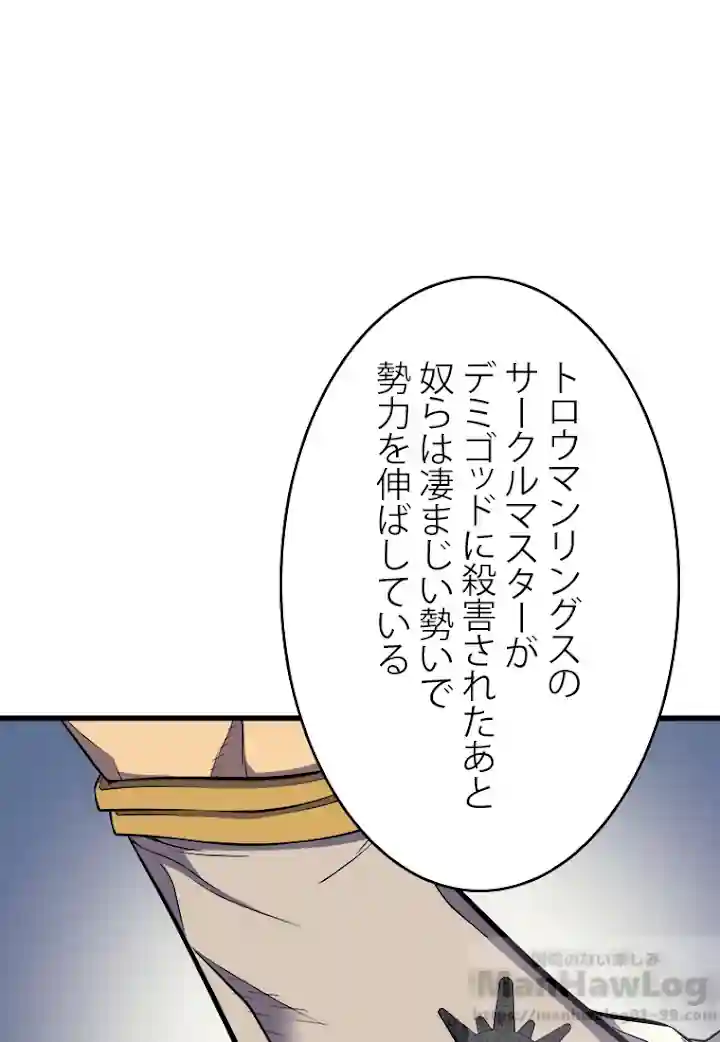 トロウマンリングスの
サークルマスターが
デミゴッドに殺害されたあと
奴らは凄まじい勢いで
勢力を伸ばしている
ManHawLog